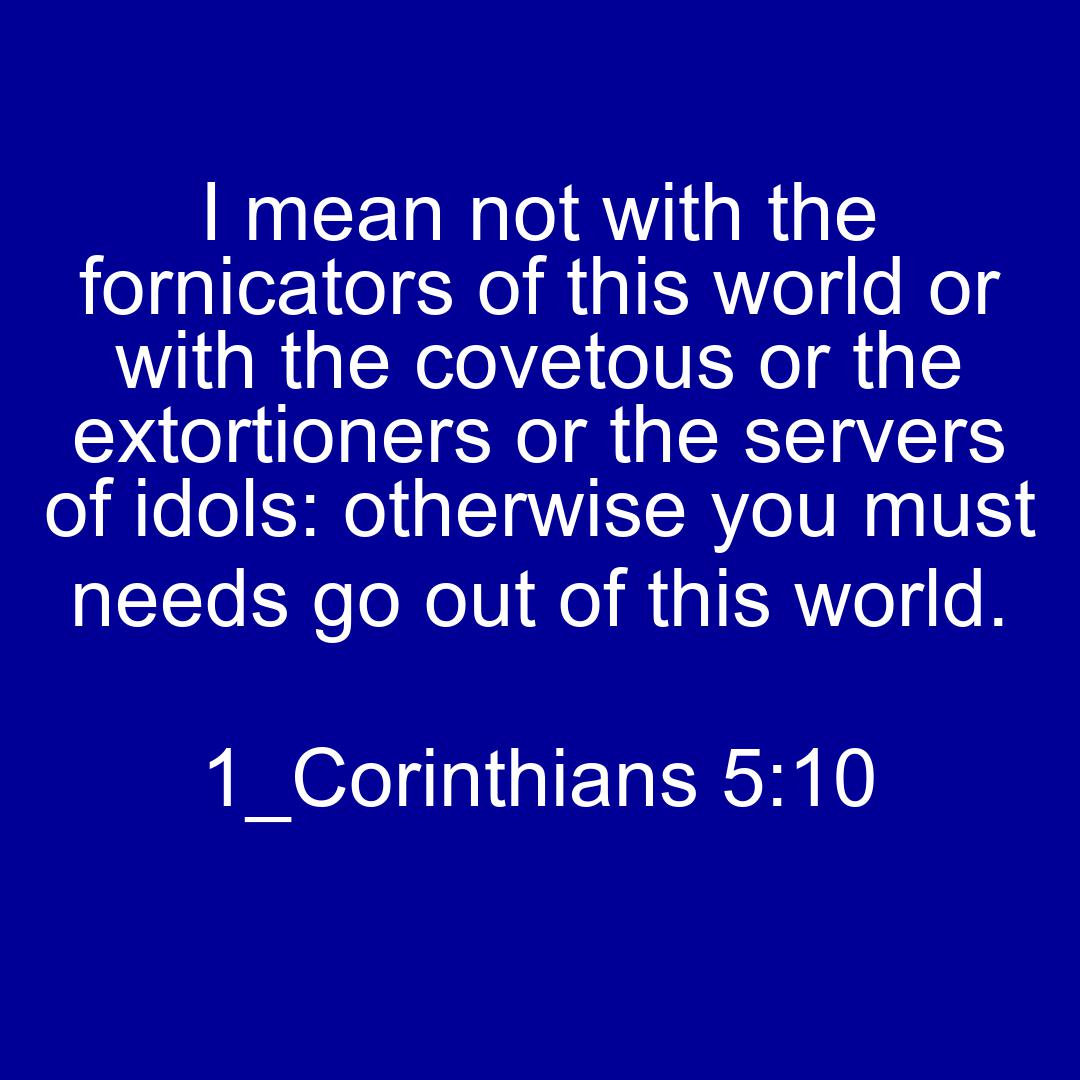 I mean not with the
fornicators of this world or
with the covetous or the
extortioners or the servers
of idols: otherwise you must
needs go out of this world.
1_Corinthians 5:10